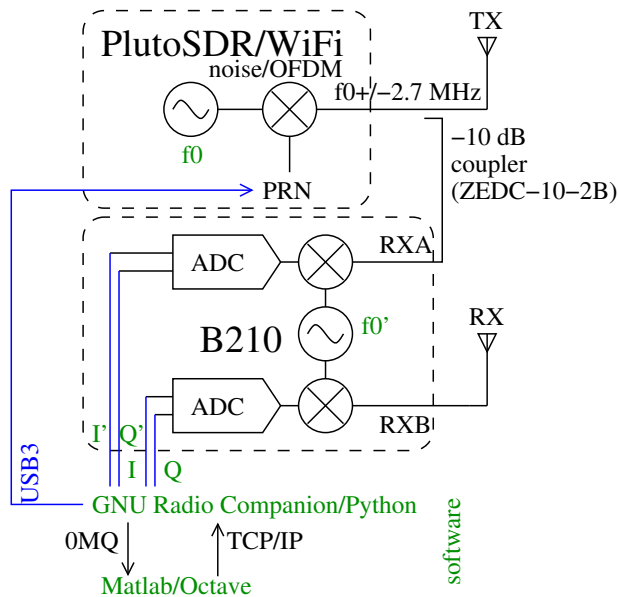 TX
PlutoSDR/WiFi
noise/OFDM
f0+/−2.7 MHz
f0
−10 dB
coupler
(ZEDC−10−2B)
PRN
RXA
ADC
RX
f0'
B210
ADC
RXB
I' Q'
I Q
USB3
GNU Radio Companion/Python
0MQ
TCP/IP
Matlab/Octave
software